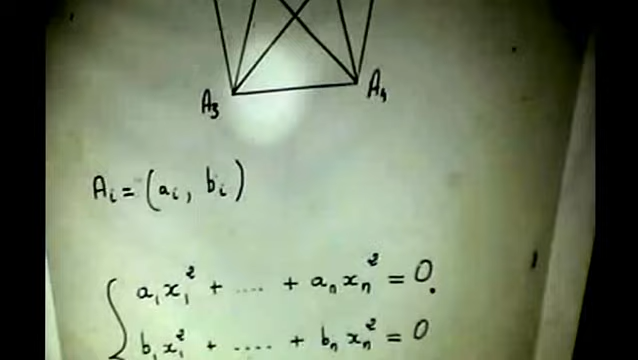 A₃ A₄
Aᵢ = (aᵢ, bᵢ)
{ a₁x₁² + .... + aₙxₙ² = 0.
b₁x₁² + .... + bₙxₙ² = 0